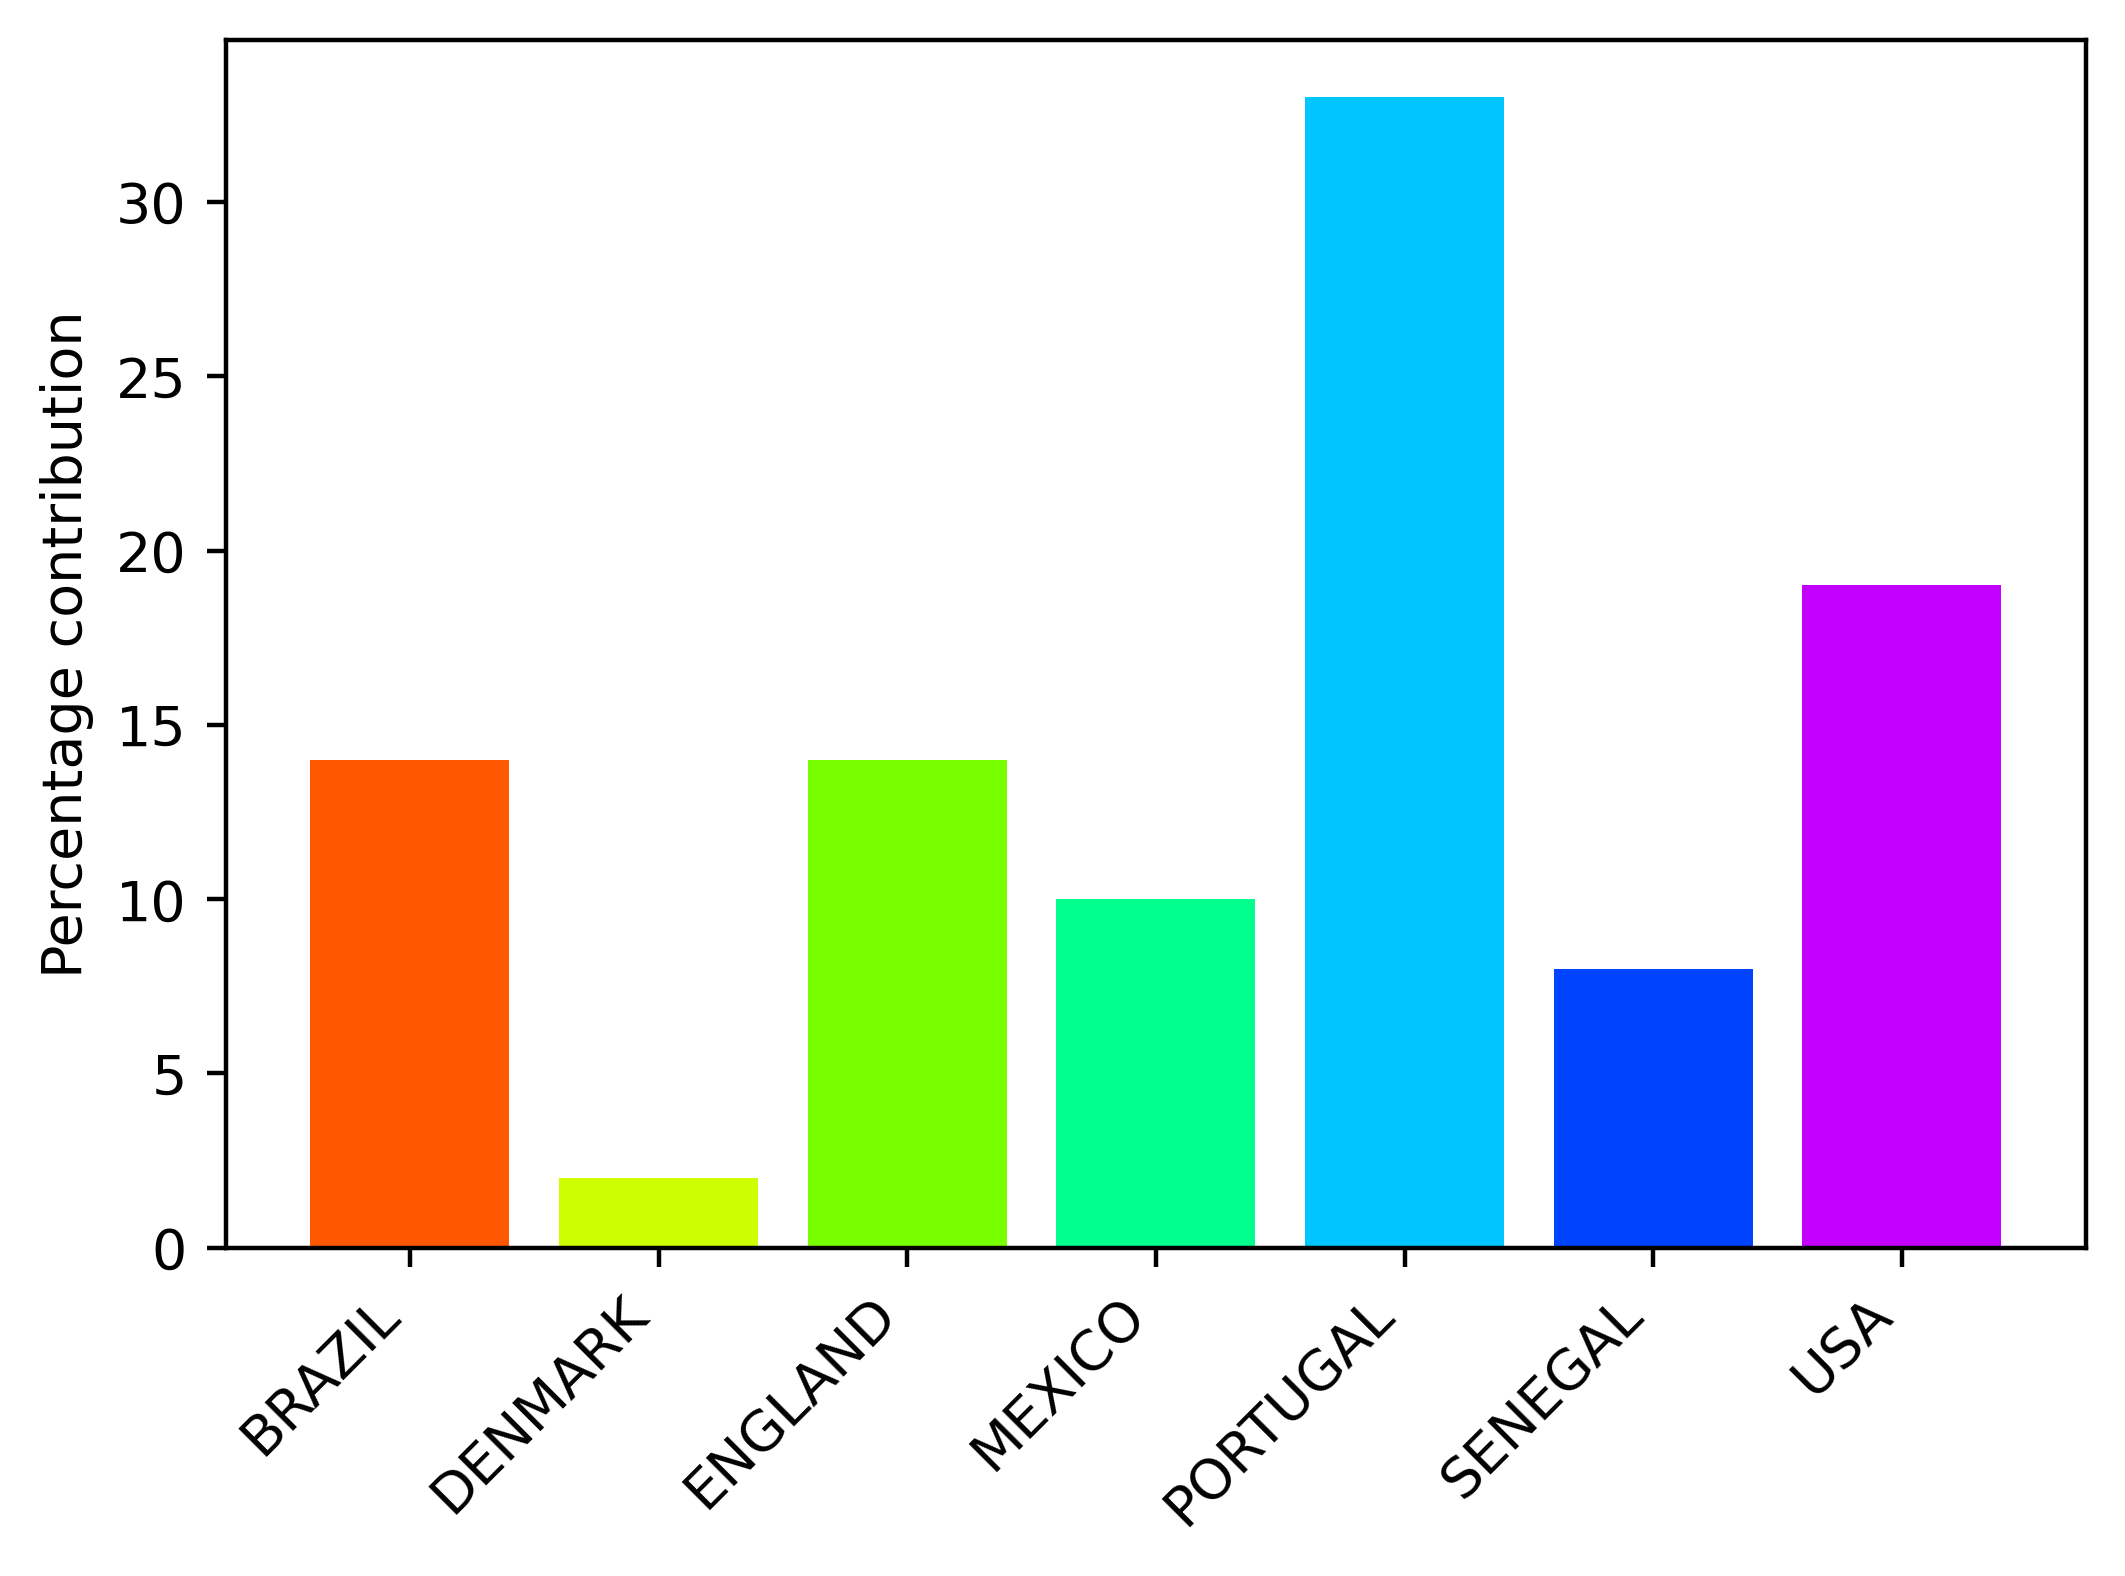 Percentage contribution
30
25
20
15
10
5
0
BRAZIL
DENMARK
ENGLAND
MEXICO
PORTUGAL
SENEGAL
USA